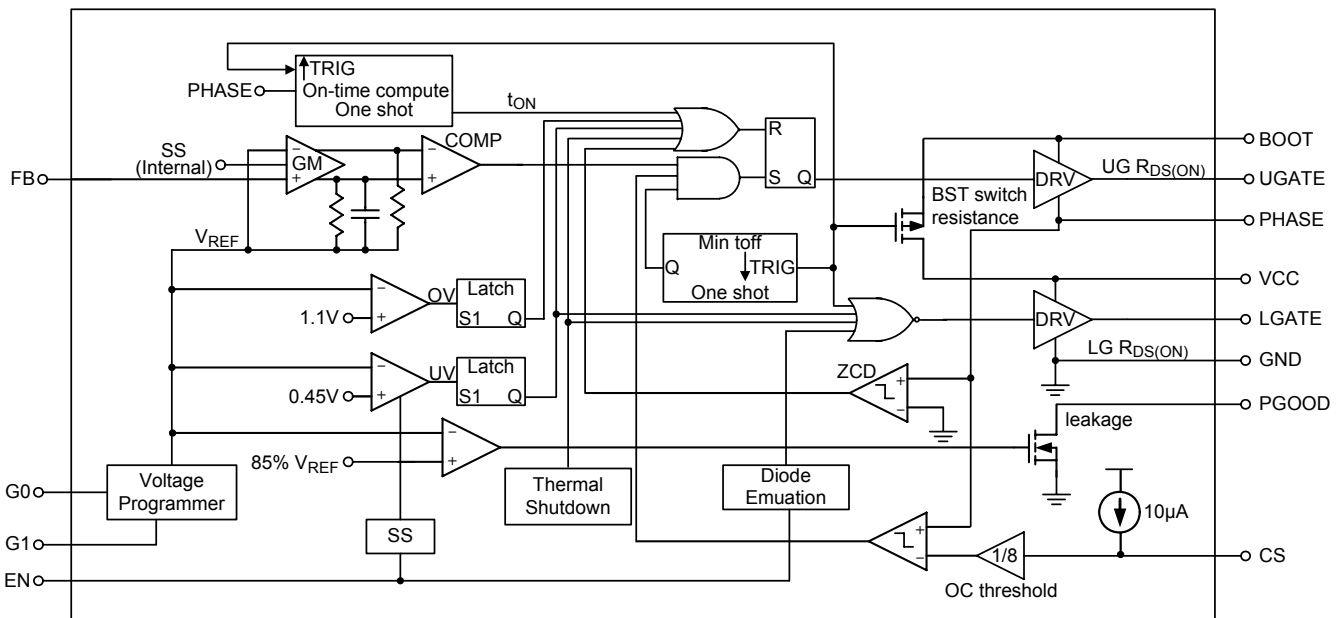 TRIG
On-time compute
One shot
PHASE
tON
R
S
Q
COMP
SS
(Internal)
−
GM
+
−
+
FB
VREF
BOOT
DRV
UG RDS(ON)
UGATE
BST switch
resistance
PHASE
Min toff
Q
TRIG
One shot
VCC
−
+
OV
Latch
S1
Q
1.1V
DRV
LGATE
LG RDS(ON)
GND
−
+
UV
Latch
S1
Q
0.45V
ZCD
+
−
PGOOD
leakage
−
+
85% VREF
Voltage
Programmer
G0
G1
Thermal
Shutdown
Diode
Emuation
SS
10µA
+
−
1/8
CS
OC threshold
EN